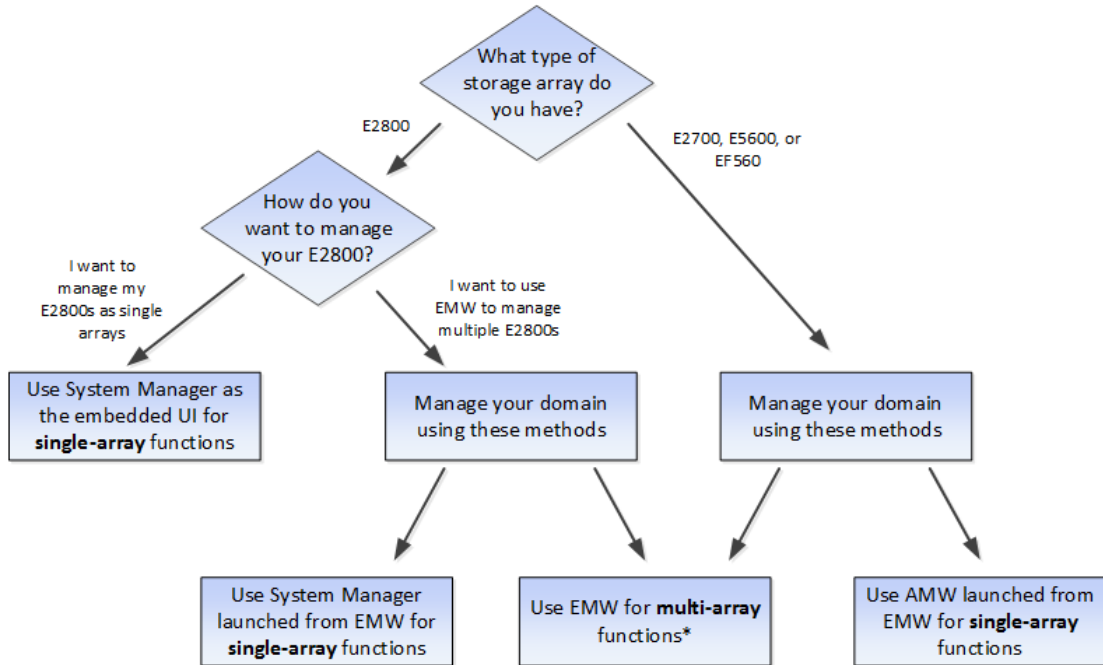 What type of
storage array do
you have?
E2800
E2700, E5600, or
EF560
How do you
want to manage
your E2800?
I want to
manage my
E2800s as single
arrays
I want to use
EMW to manage
multiple E2800s
Use System Manager as
the embedded UI for
single-array functions
Manage your domain
using these methods
Manage your domain
using these methods
Use System Manager
launched from EMW for
single-array functions
Use EMW for multi-array
functions*
Use AMW launched from
EMW for single-array
functions